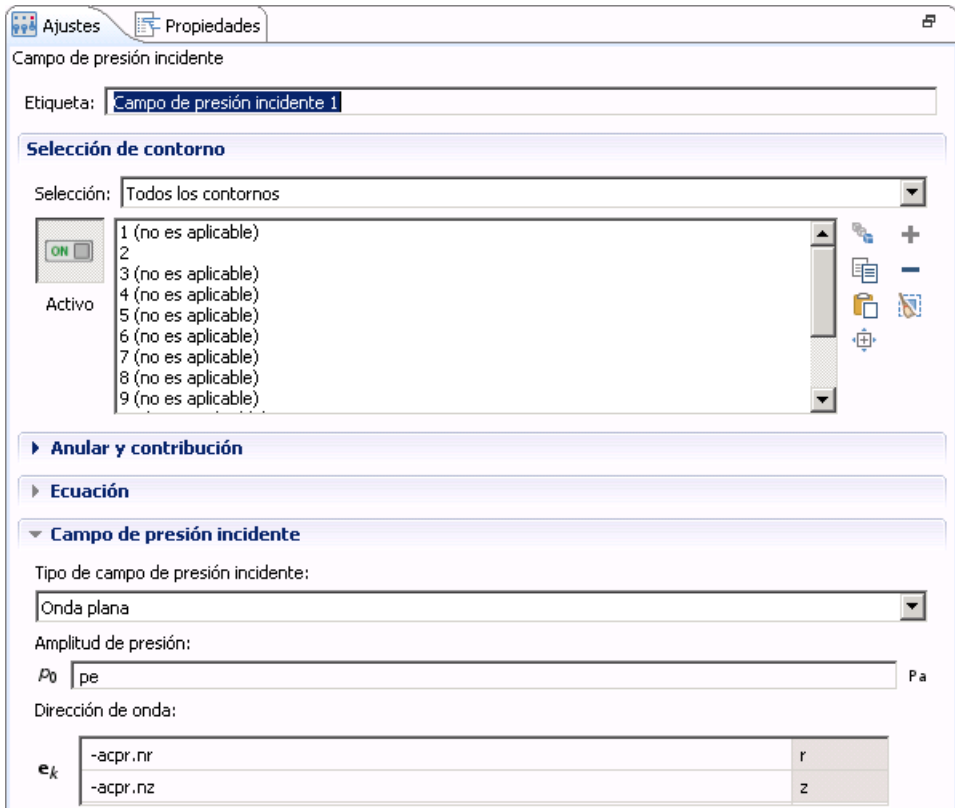 Ajustes Propiedades
Campo de presión incidente
Etiqueta: Campo de presión incidente 1
Selección de contorno
Selección: Todos los contornos
ON
Activo
1 (no es aplicable)
2
3 (no es aplicable)
4 (no es aplicable)
5 (no es aplicable)
6 (no es aplicable)
7 (no es aplicable)
8 (no es aplicable)
9 (no es aplicable)
Anular y contribución
Ecuación
Campo de presión incidente
Tipo de campo de presión incidente:
Onda plana
Amplitud de presión:
p0 pe Pa
Dirección de onda:
ek
-acpr.nr r
-acpr.nz z